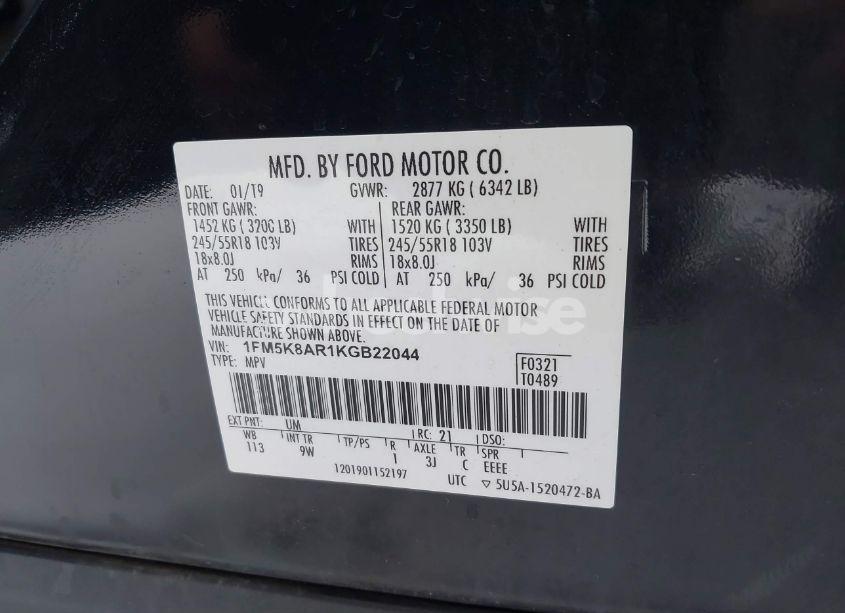 MFD. BY FORD MOTOR CO.
DATE: 01/19 GVWR: 2877 KG ( 6342 LB)
FRONT GAWR: REAR GAWR:
1452 KG ( 3200 LB) WITH 1520 KG ( 3350 LB) WITH
245/55R18 103V TIRES 245/55R18 103V TIRES
18x8.0J RIMS 18x8.0J RIMS
AT 250 kPa/ 36 PSI COLD AT 250 kPa/ 36 PSI COLD
THIS VEHICLE CONFORMS TO ALL APPLICABLE FEDERAL MOTOR
VEHICLE SAFETY STANDARDS IN EFFECT ON THE DATE OF
MANUFACTURE SHOWN ABOVE.
VIN: 1FM5K8AR1KGB22044
TYPE: MPV
F0321
T0489
EXT PNT: UM RC: 21 DSO:
WB INT TR TP/PS R AXLE TR SPR
113 9W 1 3J C EEEE
1201901152197 UTC ▽ 5U5A-1520472-BA